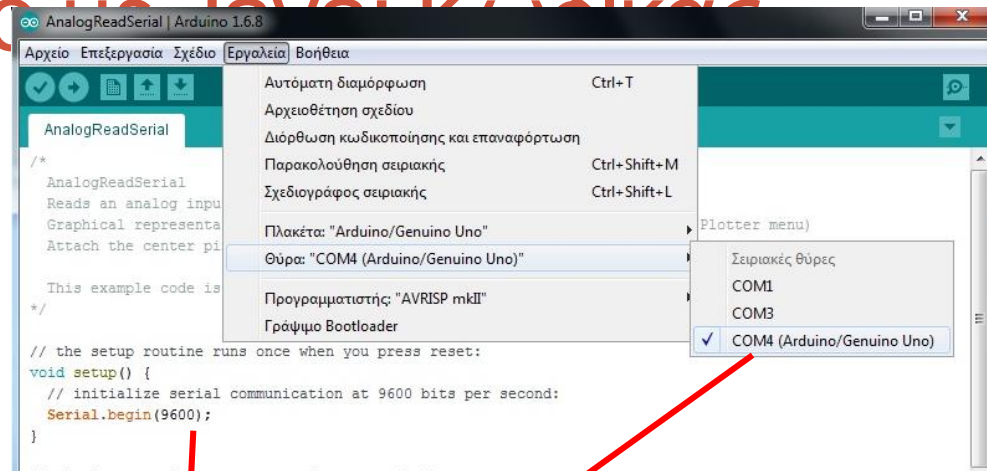 AnalogReadSerial | Arduino 1.6.8
Αρχείο Επεξεργασία Σχέδιο Εργαλεία Βοήθεια
Αυτόματη διαμόρφωση Ctrl+T
Αρχειοθέτηση σχεδίου
Διόρθωση κωδικοποίησης και επαναφόρτωση
Παρακολούθηση σειριακής Ctrl+Shift+M
Σχεδιογράφος σειριακής Ctrl+Shift+L
Πλακέτα: "Arduino/Genuino Uno"
Θύρα: "COM4 (Arduino/Genuino Uno)"
Προγραμματιστής: "AVRISP mkII"
Γράψιμο Bootloader
Σειριακές θύρες
COM1
COM3
COM4 (Arduino/Genuino Uno)
AnalogReadSerial
/*
AnalogReadSerial
Reads an analog inpu
Graphical representa Plotter menu)
Attach the center pi
This example code is
*/
// the setup routine runs once when you press reset:
void setup() {
// initialize serial communication at 9600 bits per second:
Serial.begin(9600);
}